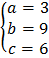 a = 3
b = 9
c = 6